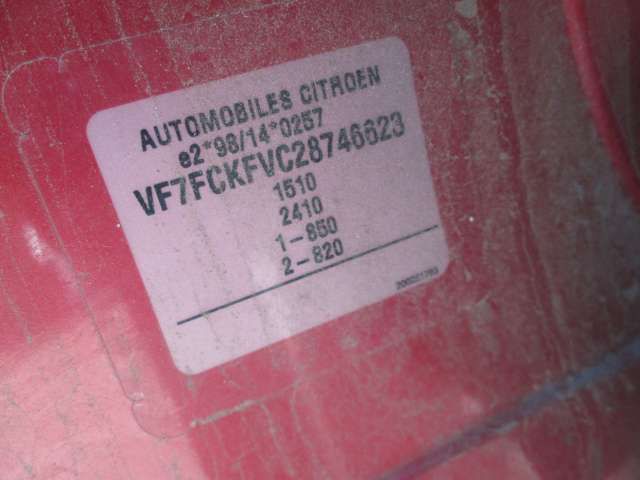 AUTOMOBILES CITROEN
e2*98/14*0257
VF7FCKFVC28746623
1510
2410
1-850
2-820